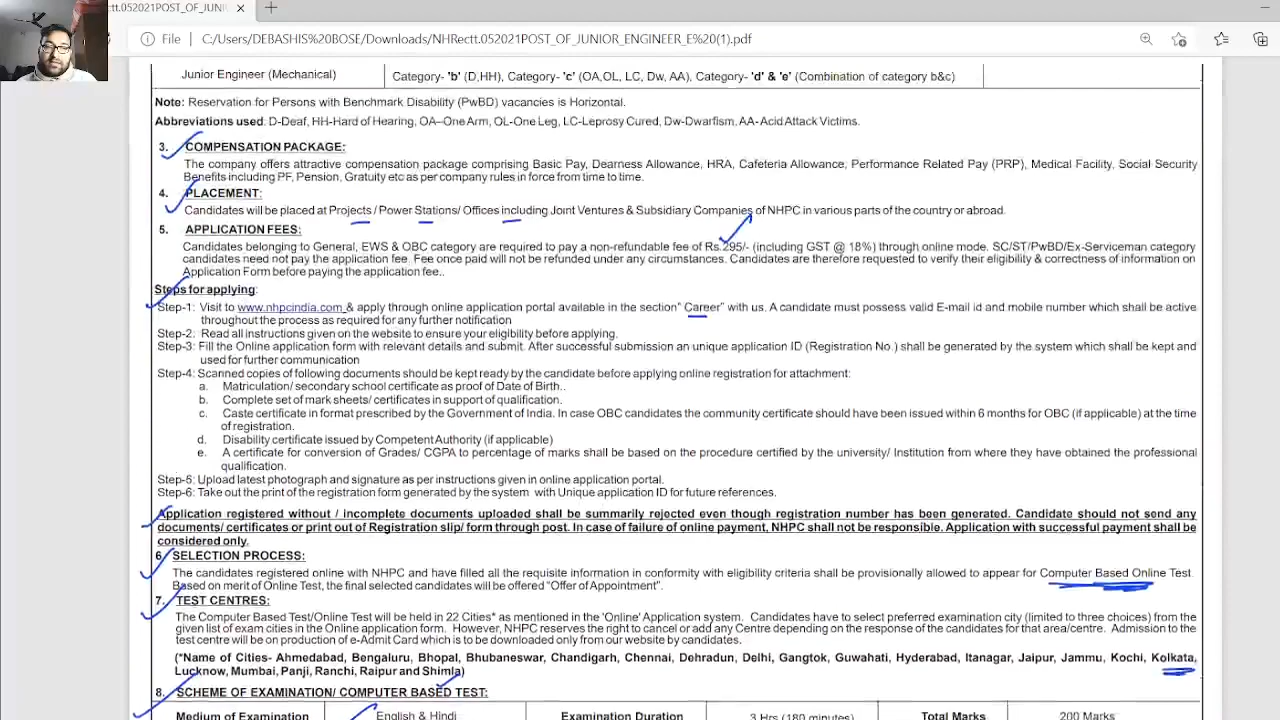 ctt.052021POST_OF_JUNI
File C:/Users/DEBASHIS%20BOSE/Downloads/NHRectt.052021POST_OF_JUNIOR_ENGINEER_E%20(1).pdf
Junior Engineer (Mechanical) Category- 'b' (D,HH), Category- 'c' (OA,OL, LC, Dw, AA), Category- 'd' & 'e' (Combination of category b&c)
Note: Reservation for Persons with Benchmark Disability (PwBD) vacancies is Horizontal.
Abbreviations used: D-Deaf, HH-Hard of Hearing, OA–One Arm, OL-One Leg, LC-Leprosy Cured, Dw-Dwarfism, AA-Acid Attack Victims.
3. COMPENSATION PACKAGE:
The company offers attractive compensation package comprising Basic Pay, Dearness Allowance, HRA, Cafeteria Allowance, Performance Related Pay (PRP), Medical Facility, Social Security
Benefits including PF, Pension, Gratuity etc as per company rules in force from time to time.
4. PLACEMENT:
Candidates will be placed at Projects / Power Stations/ Offices including Joint Ventures & Subsidiary Companies of NHPC in various parts of the country or abroad.
5. APPLICATION FEES:
Candidates belonging to General, EWS & OBC category are required to pay a non-refundable fee of Rs.295/- (including GST @ 18%) through online mode. SC/ST/PwBD/Ex-Serviceman category
candidates need not pay the application fee. Fee once paid will not be refunded under any circumstances. Candidates are therefore requested to verify their eligibility & correctness of information on
Application Form before paying the application fee..
Steps for applying:
Step-1: Visit to www.nhpcindia.com & apply through online application portal available in the section" Career" with us. A candidate must possess valid E-mail id and mobile number which shall be active
throughout the process as required for any further notification
Step-2: Read all instructions given on the website to ensure your eligibility before applying.
Step-3: Fill the Online application form with relevant details and submit. After successful submission an unique application ID (Registration No.) shall be generated by the system which shall be kept and
used for further communication
Step-4: Scanned copies of following documents should be kept ready by the candidate before applying online registration for attachment:
a. Matriculation/ secondary school certificate as proof of Date of Birth..
b. Complete set of mark sheets/ certificates in support of qualification.
c. Caste certificate in format prescribed by the Government of India. In case OBC candidates the community certificate should have been issued within 6 months for OBC (if applicable) at the time
of registration.
d. Disability certificate issued by Competent Authority (if applicable)
e. A certificate for conversion of Grades/ CGPA to percentage of marks shall be based on the procedure certified by the university/ Institution from where they have obtained the professional
qualification.
Step-5: Upload latest photograph and signature as per instructions given in online application portal.
Step-6: Take out the print of the registration form generated by the system with Unique application ID for future references.
Application registered without / incomplete documents uploaded shall be summarily rejected even though registration number has been generated. Candidate should not send any
documents/ certificates or print out of Registration slip/ form through post. In case of failure of online payment, NHPC shall not be responsible. Application with successful payment shall be
considered only.
6. SELECTION PROCESS:
The candidates registered online with NHPC and have filled all the requisite information in conformity with eligibility criteria shall be provisionally allowed to appear for Computer Based Online Test.
Based on merit of Online Test, the final selected candidates will be offered "Offer of Appointment".
7. TEST CENTRES:
The Computer Based Test/Online Test will be held in 22 Cities* as mentioned in the 'Online' Application system. Candidates have to select preferred examination city (limited to three choices) from the
given list of exam cities in the Online application form. However, NHPC reserves the right to cancel or add any Centre depending on the response of the candidates for that area/centre. Admission to the
test centre will be on production of e-Admit Card which is to be downloaded only from our website by candidates.
(*Name of Cities- Ahmedabad, Bengaluru, Bhopal, Bhubaneswar, Chandigarh, Chennai, Dehradun, Delhi, Gangtok, Guwahati, Hyderabad, Itanagar, Jaipur, Jammu, Kochi, Kolkata,
Lucknow, Mumbai, Panji, Ranchi, Raipur and Shimla)
8. SCHEME OF EXAMINATION/ COMPUTER BASED TEST:
Medium of Examination English & Hindi Examination Duration 3 Hrs (180 minutes) Total Marks 200 Marks